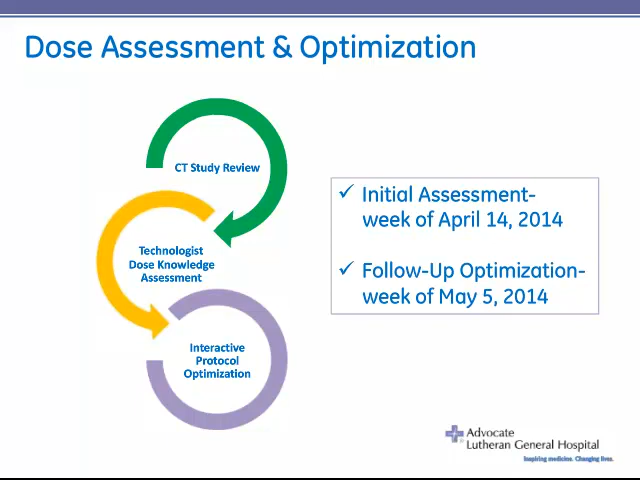 Dose Assessment & Optimization
CT Study Review
Technologist
Dose Knowledge
Assessment
Interactive
Protocol
Optimization
✓ Initial Assessment-
week of April 14, 2014
✓ Follow-Up Optimization-
week of May 5, 2014
Advocate
Lutheran General Hospital
Inspiring medicine. Changing lives.